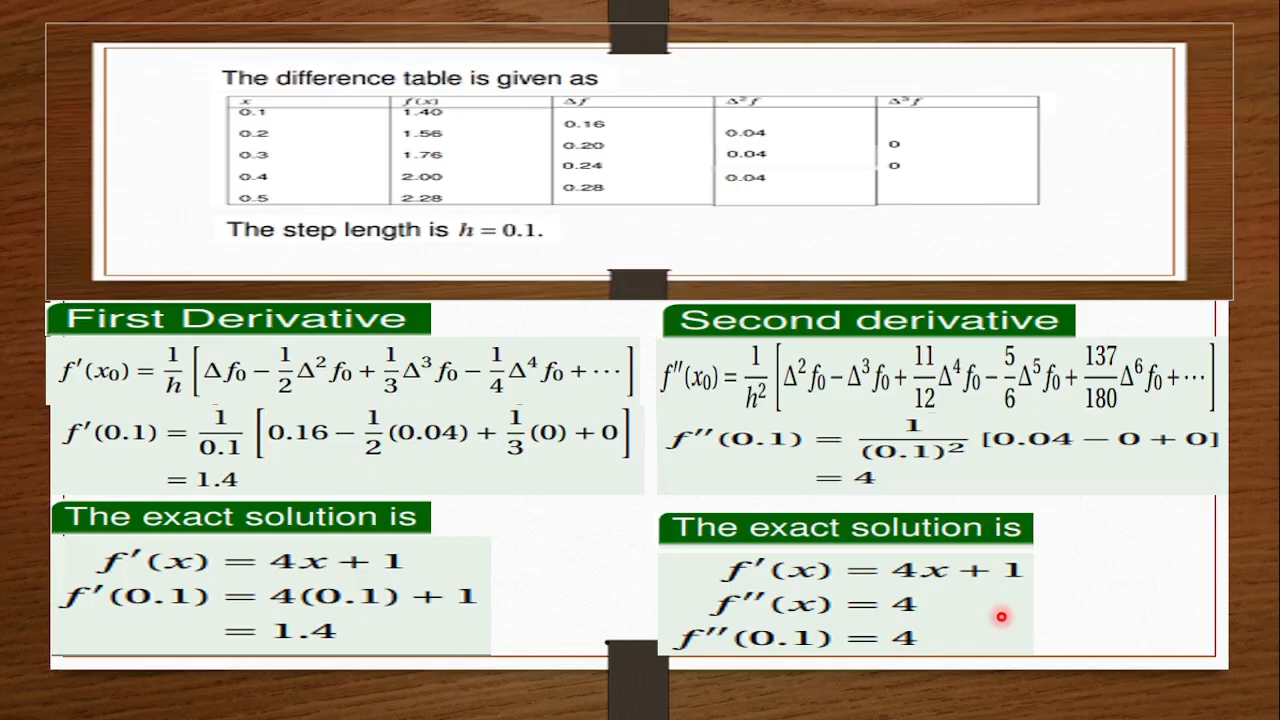 The difference table is given as
x f(x) Δf Δ²f Δ³f
0.1 1.40
0.16
0.2 1.56 0.04
0.20 0
0.3 1.76 0.04
0.24 0
0.4 2.00 0.04
0.28
0.5 2.28
The step length is h = 0.1.
First Derivative
f′(x₀) = 1/h [Δf₀ − 1/2 Δ²f₀ + 1/3 Δ³f₀ − 1/4 Δ⁴f₀ + ⋯]
f′(0.1) = 1/0.1 [0.16 − 1/2 (0.04) + 1/3 (0) + 0]
= 1.4
The exact solution is
f′(x) = 4x + 1
f′(0.1) = 4(0.1) + 1
= 1.4
Second derivative
f″(x₀) = 1/h² [Δ²f₀ − Δ³f₀ + 11/12 Δ⁴f₀ − 5/6 Δ⁵f₀ + 137/180 Δ⁶f₀ + ⋯]
f″(0.1) = 1/(0.1)² [0.04 − 0 + 0]
= 4
The exact solution is
f′(x) = 4x + 1
f″(x) = 4
f″(0.1) = 4